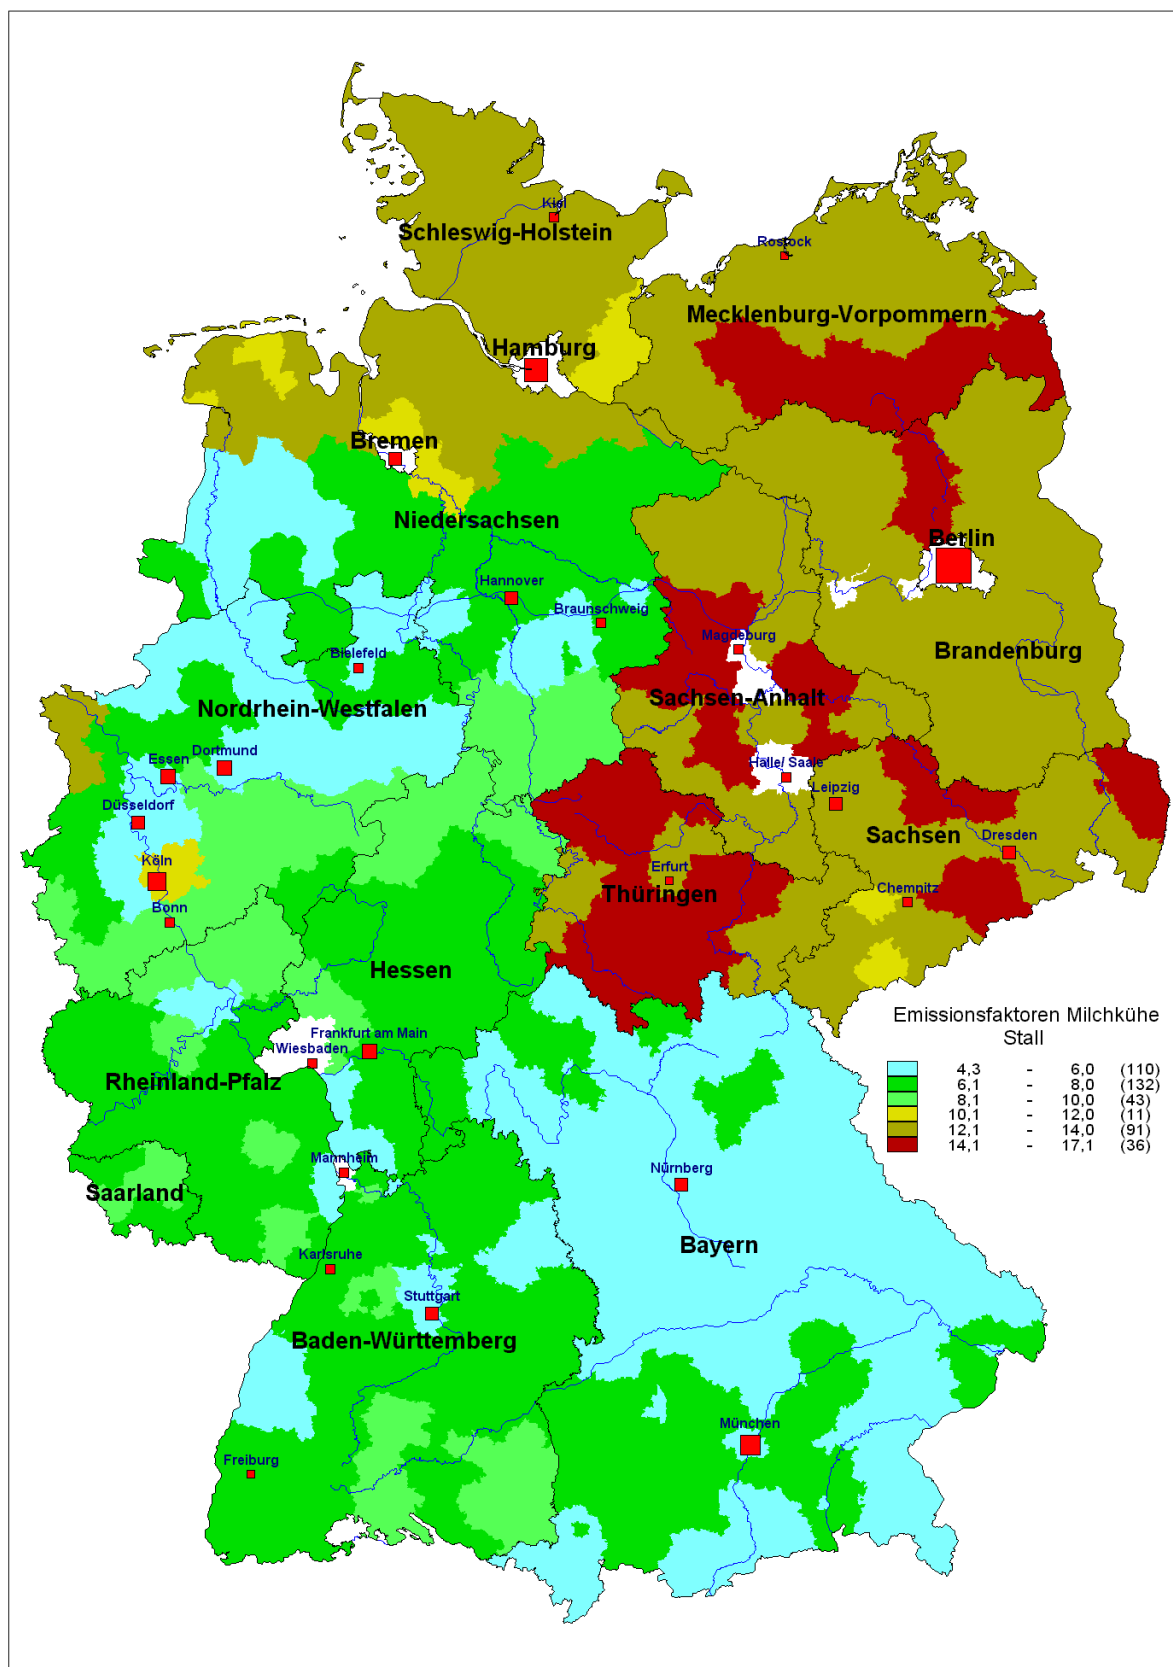 Kiel
Schleswig-Holstein
Rostock
Mecklenburg-Vorpommern
Hamburg
Bremen
Niedersachsen
Berlin
Hannover
Braunschweig
Magdeburg
Bielefeld
Brandenburg
Sachsen-Anhalt
Nordrhein-Westfalen
Dortmund
Essen
Halle/ Saale
Leipzig
Düsseldorf
Sachsen
Dresden
Köln
Erfurt
Thüringen
Chemnitz
Bonn
Hessen
Emissionsfaktoren Milchkühe
Stall
4,3 - 6,0 (110)
6,1 - 8,0 (132)
8,1 - 10,0 (43)
10,1 - 12,0 (11)
12,1 - 14,0 (91)
14,1 - 17,1 (36)
Frankfurt am Main
Wiesbaden
Rheinland-Pfalz
Mannheim
Nürnberg
Saarland
Bayern
Karlsruhe
Stuttgart
Baden-Württemberg
München
Freiburg